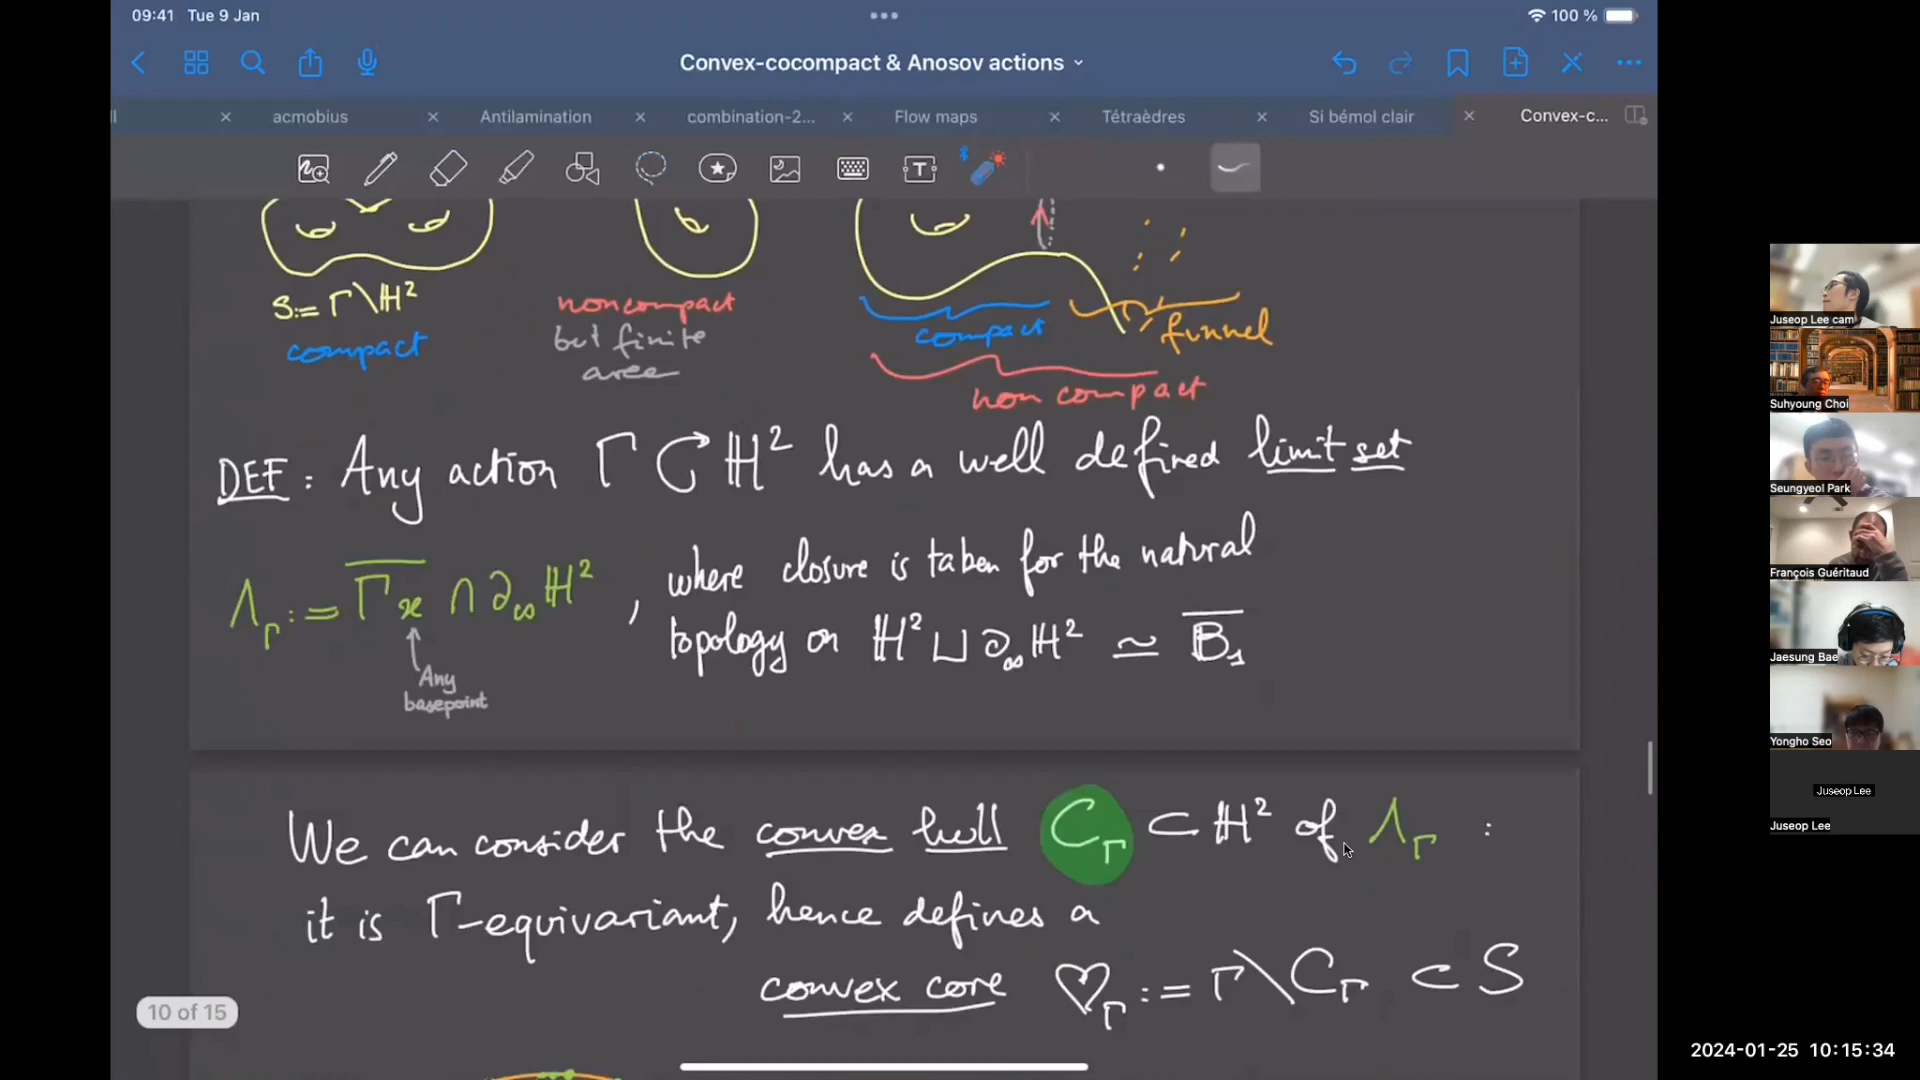 09:41 Tue 9 Jan
100 %
Convex-cocompact & Anosov actions
acmobius
Antilamination
combination-2...
Flow maps
Tétraèdres
Si bémol clair
Convex-c...
S := Γ\ℍ²
compact
noncompact
but finite
area
compact
funnel
non compact
DEF : Any action Γ ⊂ ℍ² has a well defined limit set
Λ_Γ := \overline{Γx} ∩ ∂_∞ ℍ² , where closure is taken for the natural
topology on ℍ² ⊔ ∂_∞ ℍ² ≃ \overline{B_1}
Any
basepoint
We can consider the convex hull C_Γ ⊂ ℍ² of Λ_Γ :
it is Γ-equivariant, hence defines a
convex core ♡_Γ := Γ\C_Γ ⊂ S
10 of 15
Juseop Lee cam
Suhyoung Choi
Seungyeol Park
François Guéritaud
Jaesung Bae
Yongho Seo
Juseop Lee
Juseop Lee
2024-01-25 10:15:34